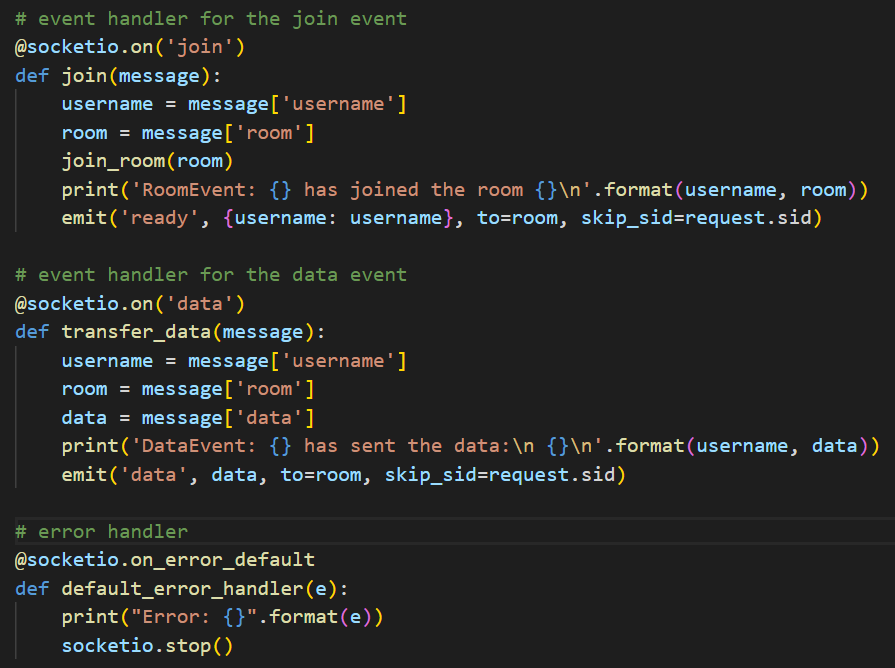 # event handler for the join event
@socketio.on('join')
def join(message):
    username = message['username']
    room = message['room']
    join_room(room)
    print('RoomEvent: {} has joined the room {}\n'.format(username, room))
    emit('ready', {username: username}, to=room, skip_sid=request.sid)

# event handler for the data event
@socketio.on('data')
def transfer_data(message):
    username = message['username']
    room = message['room']
    data = message['data']
    print('DataEvent: {} has sent the data:\n {}\n'.format(username, data))
    emit('data', data, to=room, skip_sid=request.sid)

# error handler
@socketio.on_error_default
def default_error_handler(e):
    print("Error: {}".format(e))
    socketio.stop()